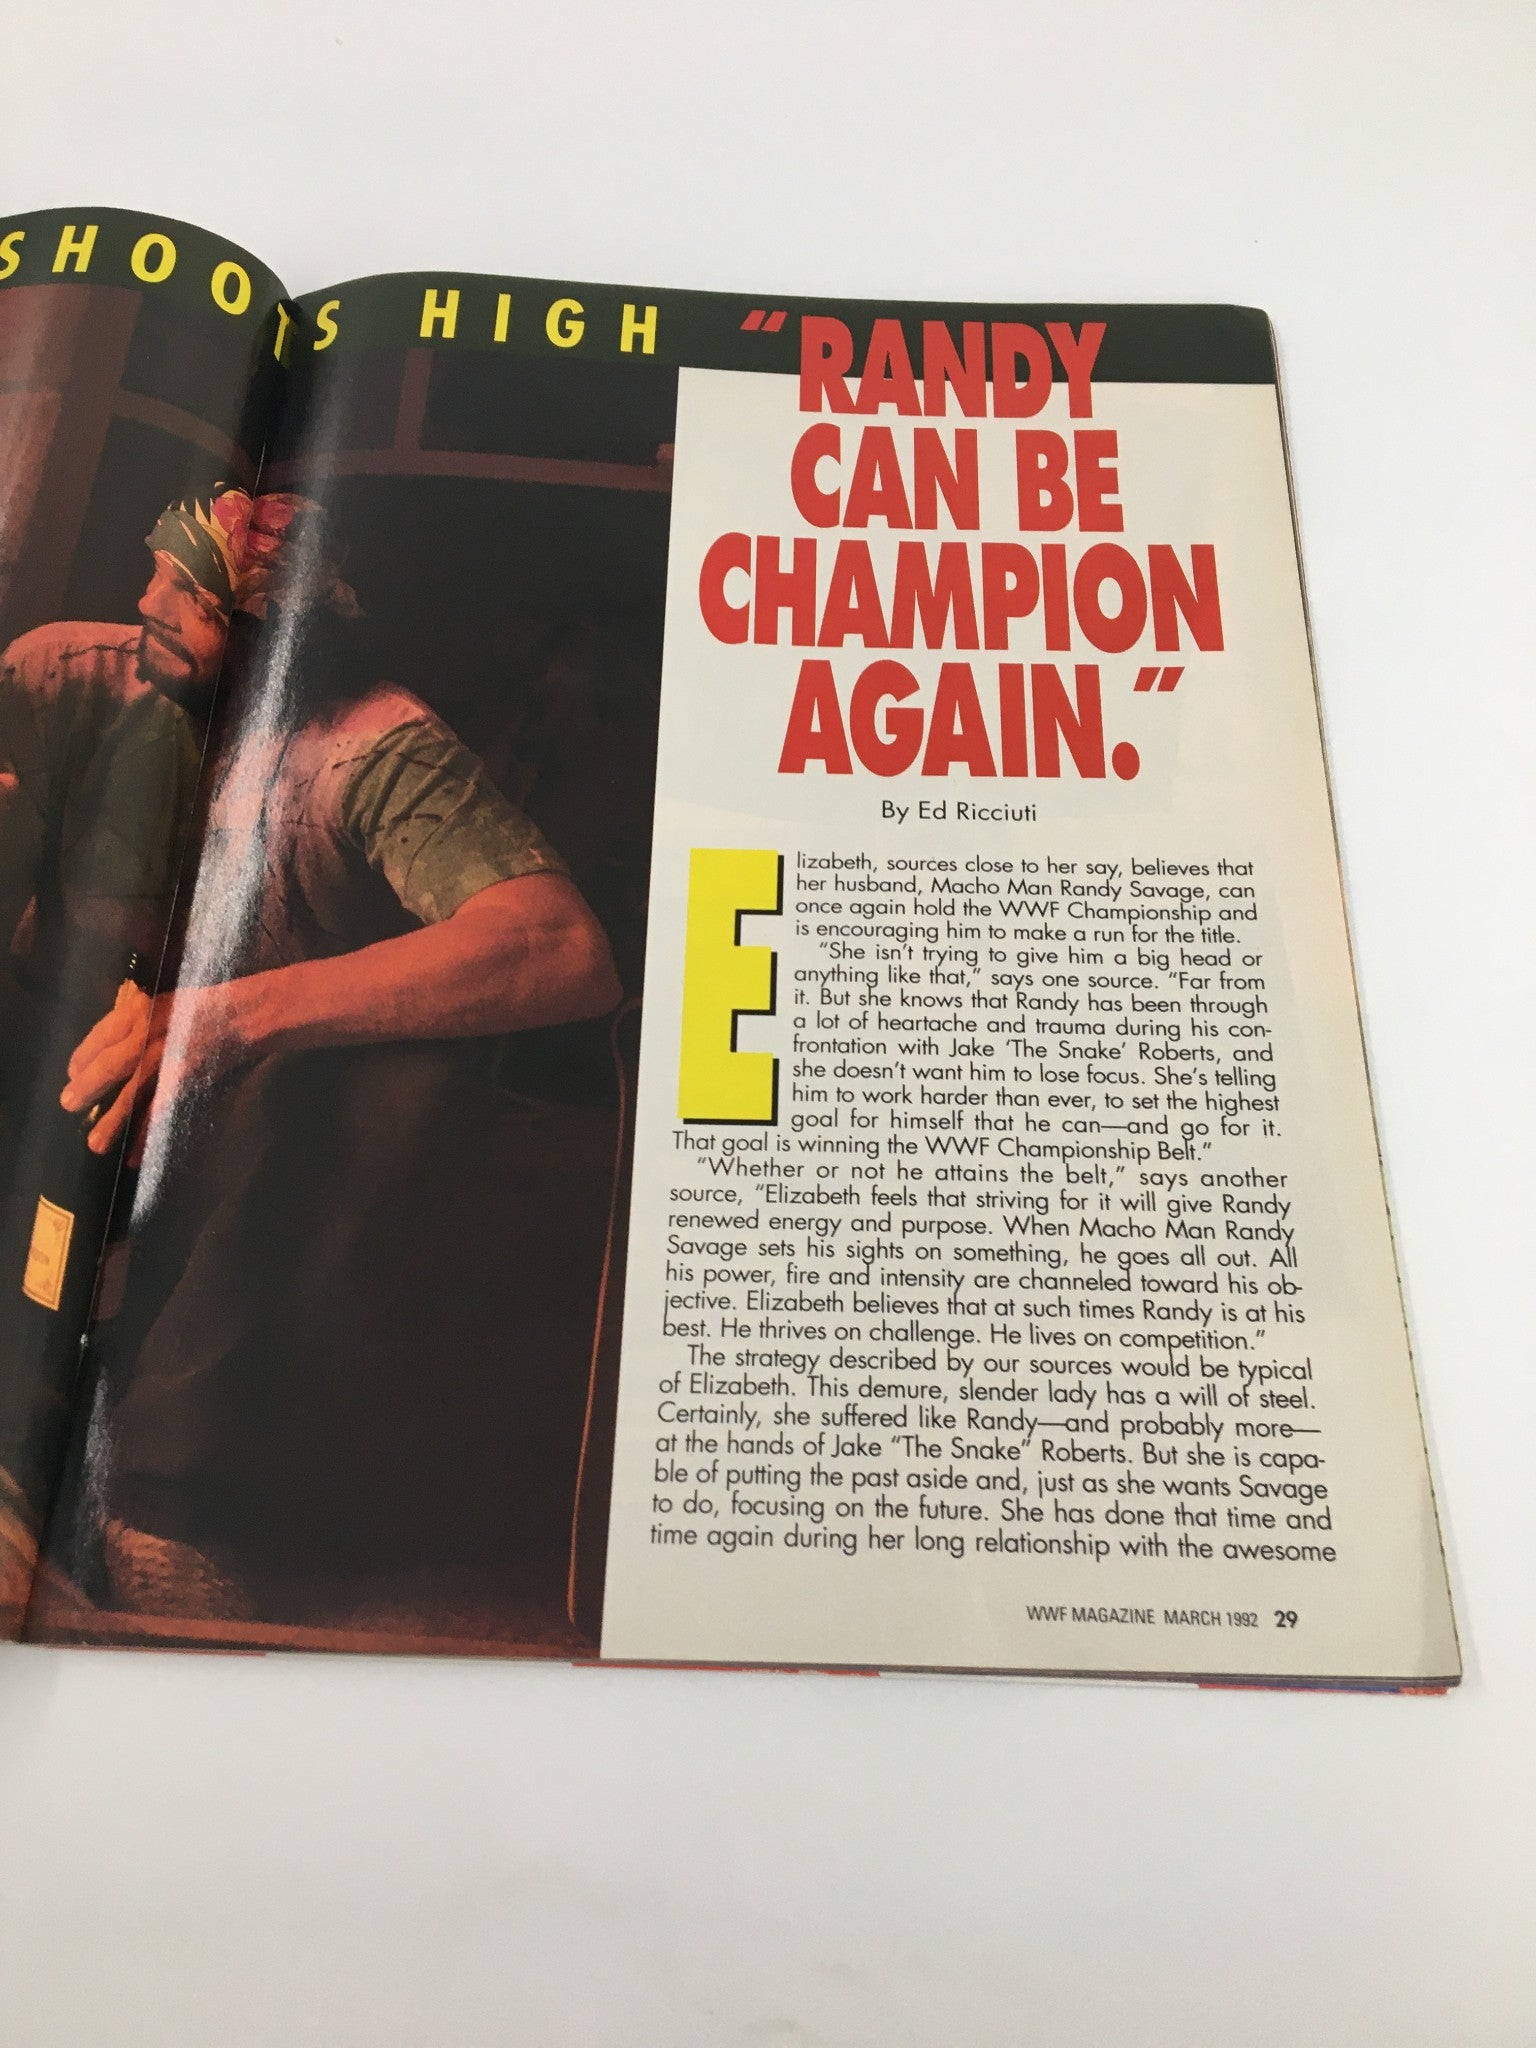 SHOOTS HIGH
"RANDY
CAN BE
CHAMPION
AGAIN."
By Ed Ricciuti
Elizabeth, sources close to her say, believes that
her husband, Macho Man Randy Savage, can
once again hold the WWF Championship and
is encouraging him to make a run for the title.
"She isn't trying to give him a big head or
anything like that," says one source. "Far from
it. But she knows that Randy has been through
a lot of heartache and trauma during his con-
frontation with Jake 'The Snake' Roberts, and
she doesn't want him to lose focus. She's telling
him to work harder than ever, to set the highest
goal for himself that he can—and go for it.
That goal is winning the WWF Championship Belt."
"Whether or not he attains the belt," says another
source, "Elizabeth feels that striving for it will give Randy
renewed energy and purpose. When Macho Man Randy
Savage sets his sights on something, he goes all out. All
his power, fire and intensity are channeled toward his ob-
jective. Elizabeth believes that at such times Randy is at his
best. He thrives on challenge. He lives on competition."
The strategy described by our sources would be typical
of Elizabeth. This demure, slender lady has a will of steel.
Certainly, she suffered like Randy—and probably more—
at the hands of Jake "The Snake" Roberts. But she is capa-
ble of putting the past aside and, just as she wants Savage
to do, focusing on the future. She has done that time and
time again during her long relationship with the awesome
WWF MAGAZINE MARCH 1992 29